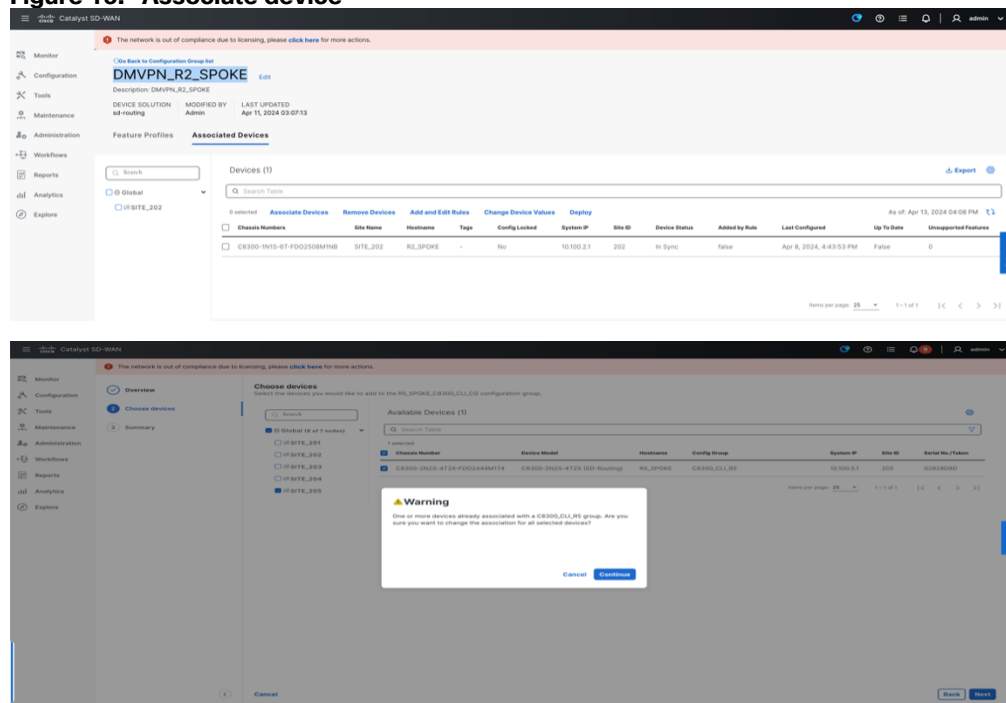 Figure 10: Associate device
Catalyst SD-WAN
admin
The network is out of compliance due to licensing, please click here for more actions.
Monitor
Configuration
Tools
Maintenance
Administration
Workflows
Reports
Analytics
Explore
Go Back to Configuration Group list
DMVPN_R2_SPOKE Edit
Description: DMVPN_R2_SPOKE
DEVICE SOLUTION MODIFIED BY LAST UPDATED
sd-routing Admin Apr 11, 2024 03:07:13
Feature Profiles Associated Devices
Search
Global
SITE_202
Devices (1)
Export
Search Table
0 selected Associate Devices Remove Devices Add and Edit Rules Change Device Values Deploy As of: Apr 13, 2024 04:08 PM
Chassis Numbers Site Name Hostname Tags Config Locked System IP Site ID Device Status Added by Rule Last Configured Up To Date Unsupported Features
C8300-1N1S-6T-FDO2508M1NB SITE_202 R2_SPOKE - No 10.100.2.1 202 In Sync false Apr 8, 2024, 4:43:53 PM False 0
Items per page: 25 1 – 1 of 1
Catalyst SD-WAN
admin
The network is out of compliance due to licensing, please click here for more actions.
Monitor
Configuration
Tools
Maintenance
Administration
Workflows
Reports
Analytics
Explore
Overview
2 Choose devices
3 Summary
Choose devices
Select the devices you would like to add to the R5_SPOKE_C8300_CLI_CG configuration group.
Search
SITE_201
SITE_202
SITE_203
SITE_204
SITE_205
Available Devices (1)
Search Table
1 selected
Chassis Number Device Model Hostname Config Group System IP Site ID Serial No./Token
C8300-2N2S-4T2X-FDO2444M1T4 C8300-2N2S-4T2X (SD-Routing) R5_SPOKE C8300_CLI_R5 10.100.5.1 205
Items per page: 25 1 – 1 of 1
Warning
One or more devices already associated with a C8300_CLI_R5 group. Are you
sure you want to change the association for all selected devices?
Cancel Continue
Cancel
Back Next